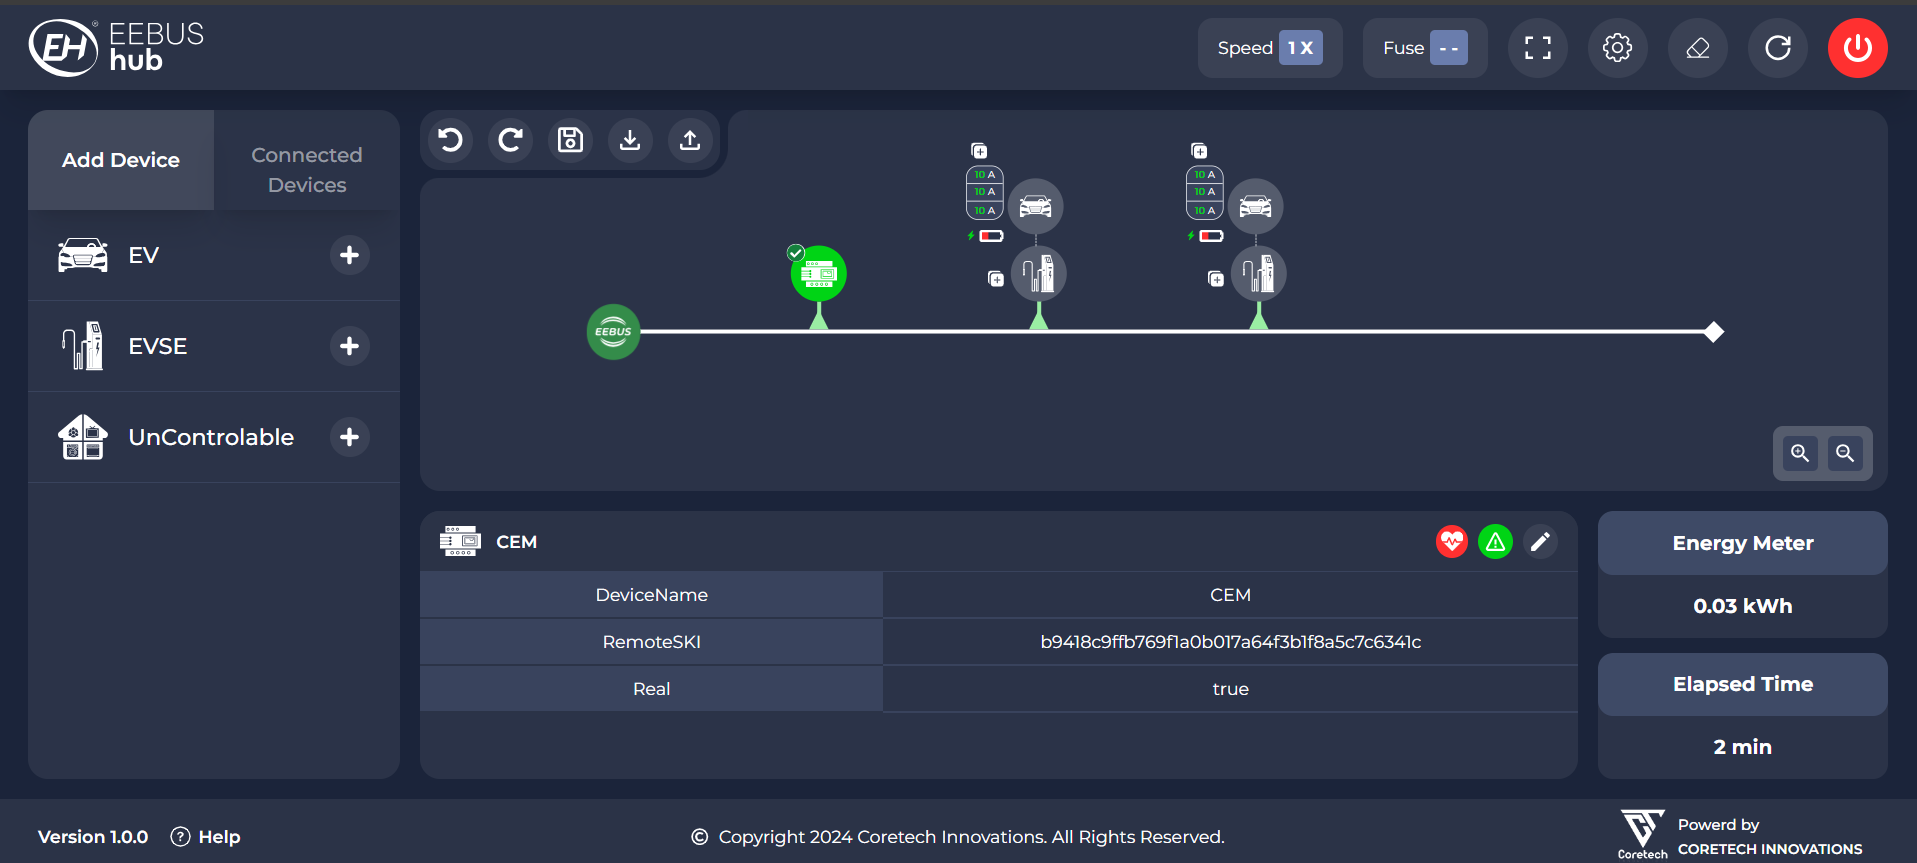 EH ® EEBUS
hub
Speed 1 X
Fuse - -
Add Device
Connected
Devices
EV
EVSE
UnControlable
10 A
10 A
10 A
10 A
10 A
10 A
EEBUS
CEM
DeviceName CEM
RemoteSKI b9418c9ffb769f1a0b017a64f3b1f8a5c7c6341c
Real true
Energy Meter
0.03 kWh
Elapsed Time
2 min
Version 1.0.0 ? Help
© Copyright 2024 Coretech Innovations. All Rights Reserved.
Coretech
Powerd by
CORETECH INNOVATIONS